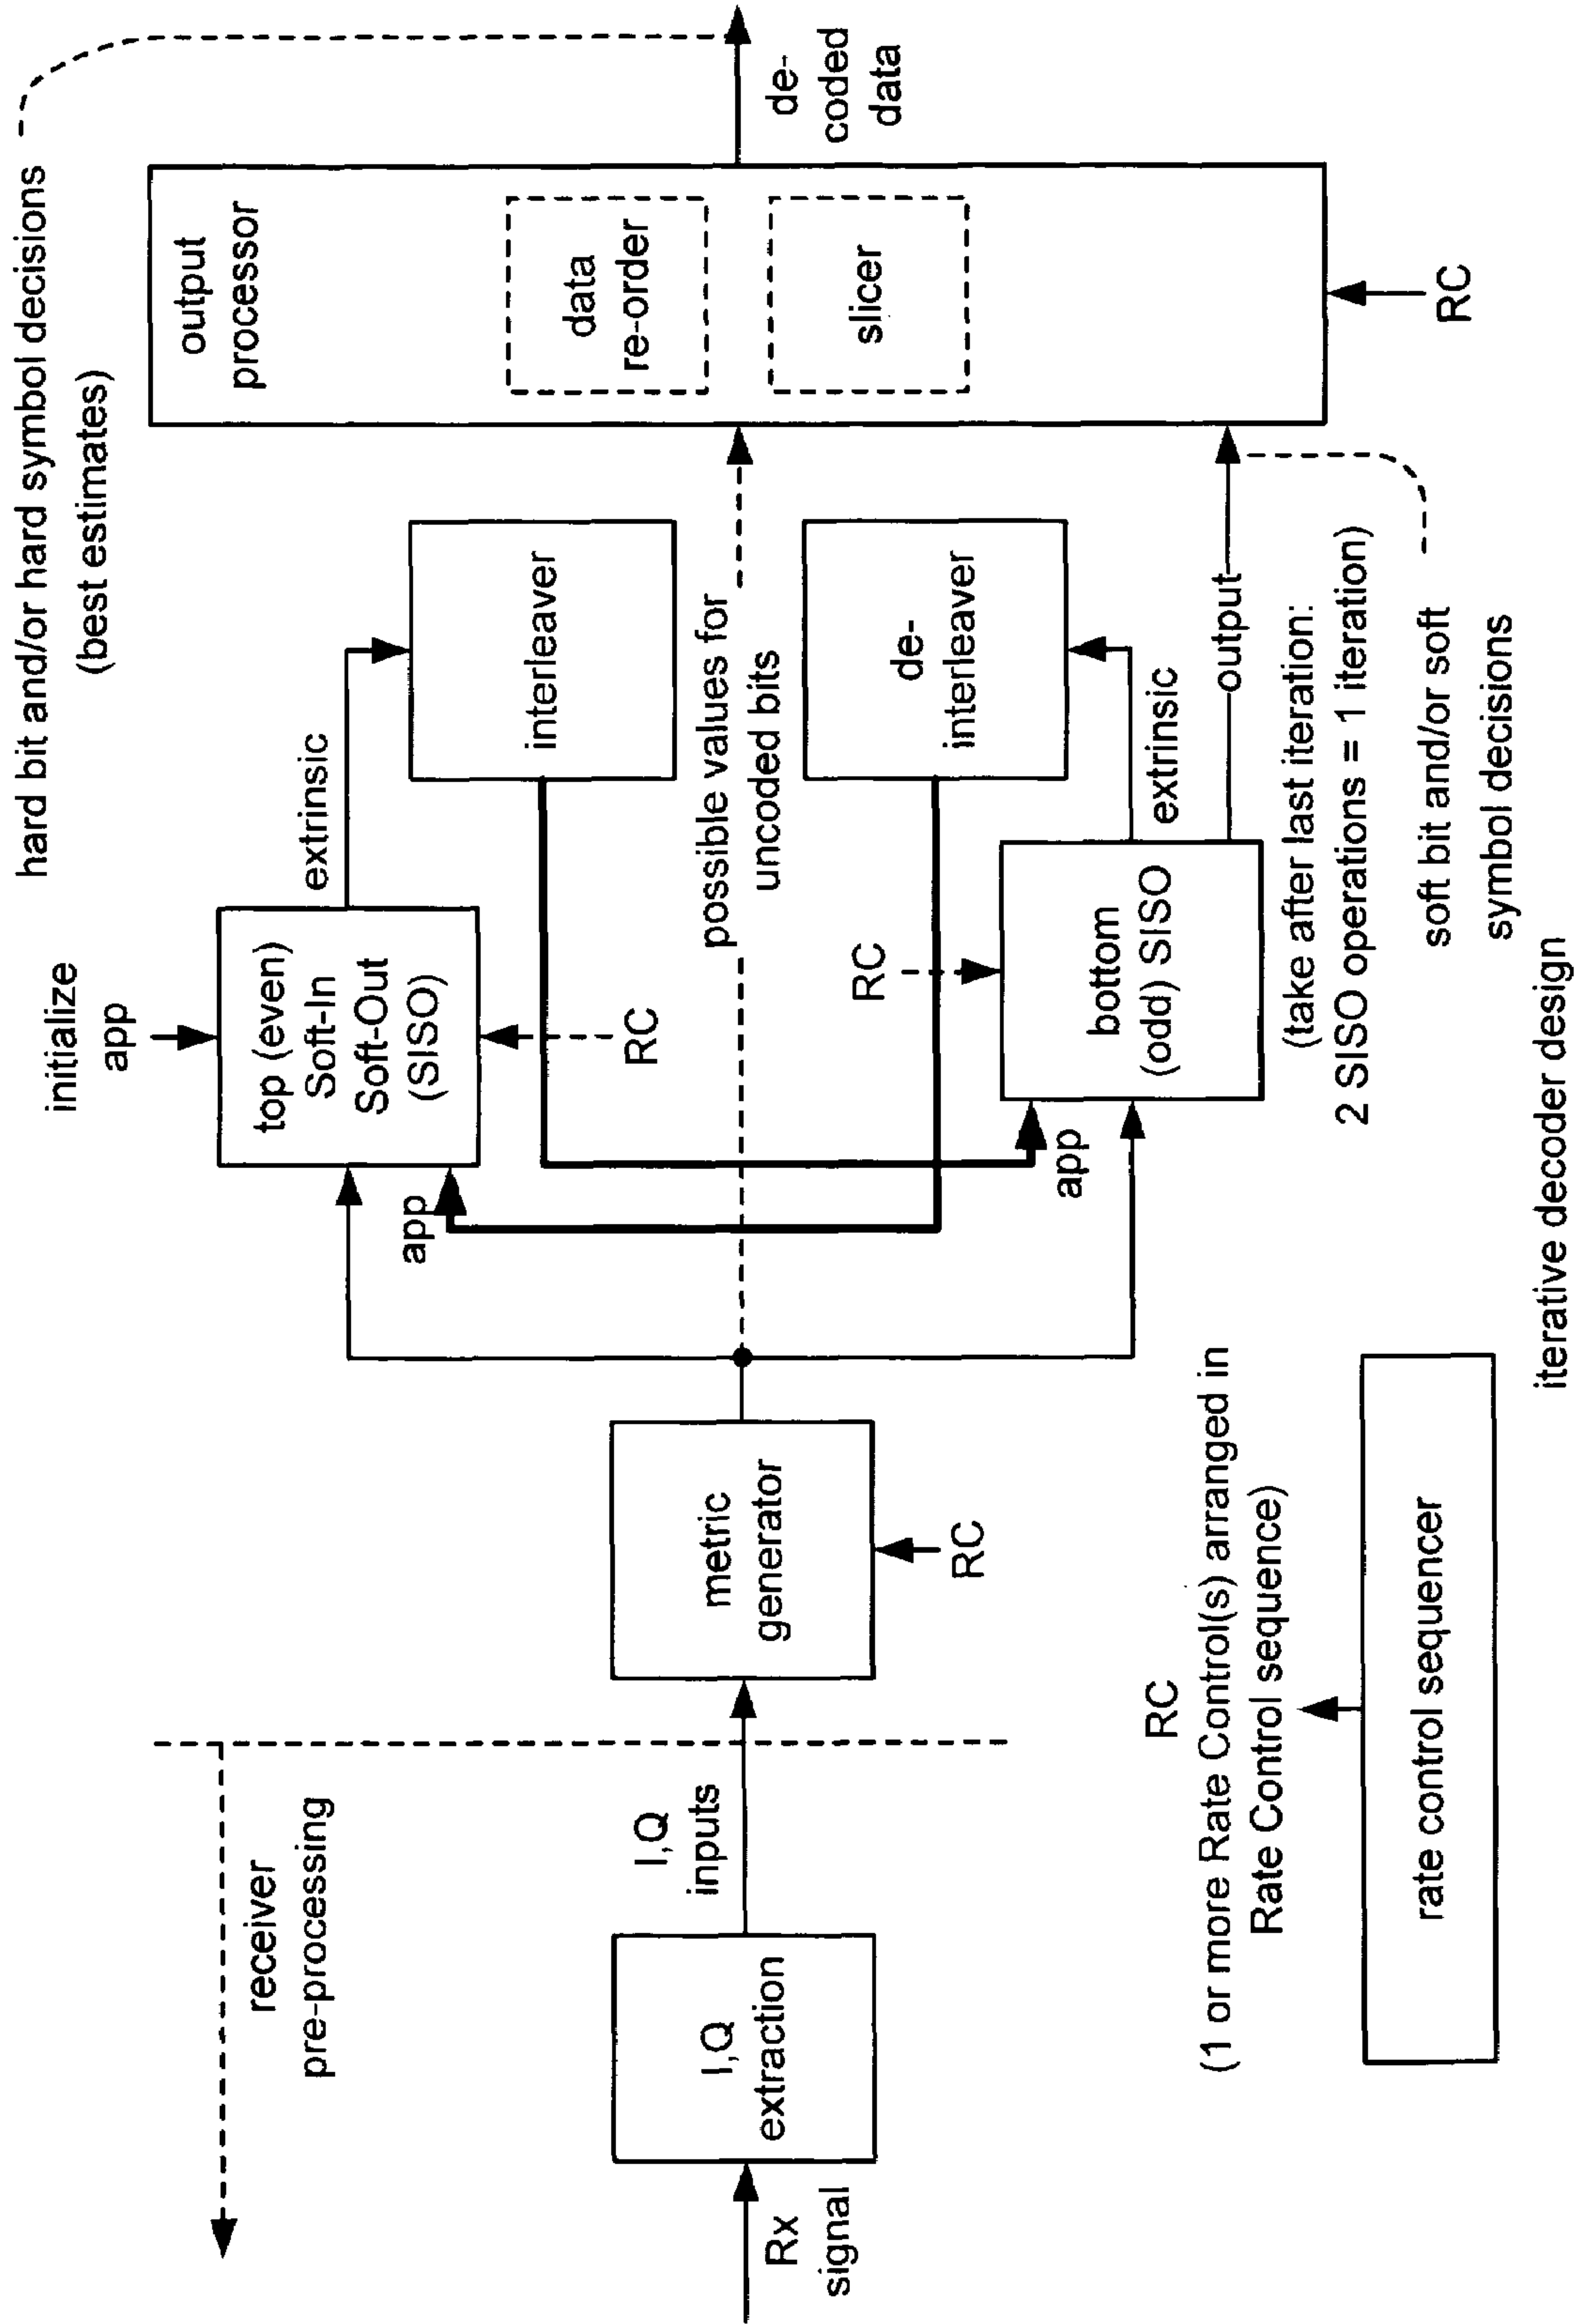 hard bit and/or hard symbol decisions
(best estimates)
initialize
app
top (even)
Soft-In
Soft-Out
(SISO)
extrinsic
interleaver
RC
app
possible values for
uncoded bits
output
processor
data
re-order
slicer
RC
de-
coded
data
receiver
pre-processing
Rx
signal
I,Q
extraction
I,Q
inputs
metric
generator
RC
RC
app
bottom
(odd) SISO
de-
interleaver
extrinsic
output
(take after last iteration:
2 SISO operations = 1 iteration)
soft bit and/or soft
symbol decisions
RC
(1 or more Rate Control(s) arranged in
Rate Control sequence)
rate control sequencer
iterative decoder design